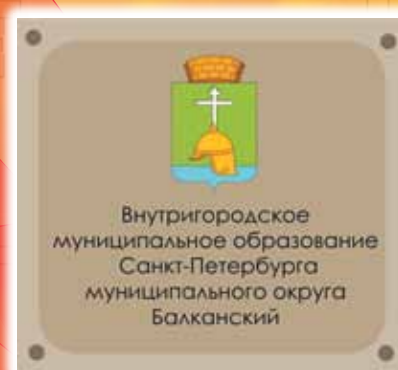 Внутригородское
муниципальное образование
Санкт-Петербурга
муниципального округа
Балканский